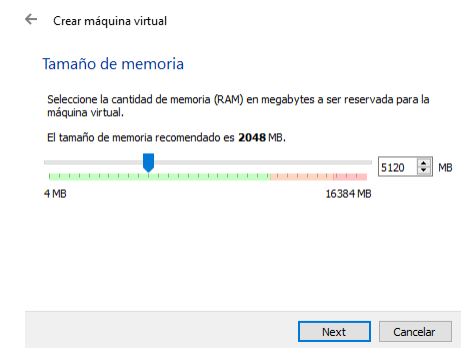 Crear máquina virtual
Tamaño de memoria
Seleccione la cantidad de memoria (RAM) en megabytes a ser reservada para la
máquina virtual.
El tamaño de memoria recomendado es 2048 MB.
5120 MB
4 MB 16384 MB
Next Cancelar